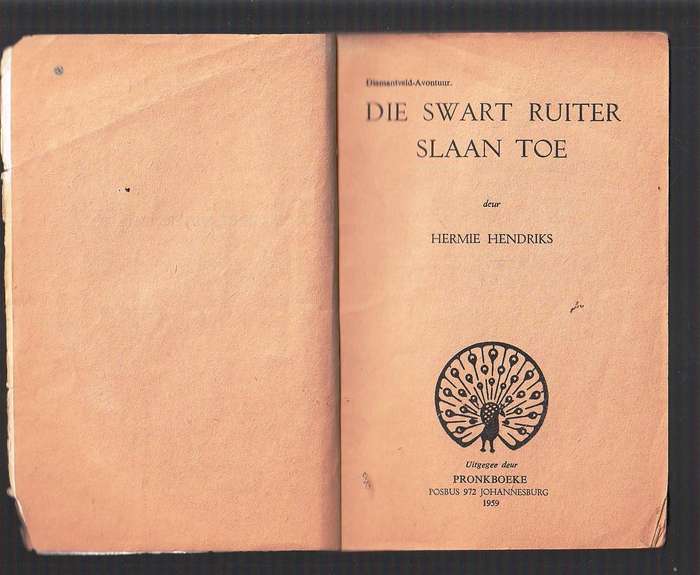 Diamantveld-Avontuur.
DIE SWART RUITER
SLAAN TOE
deur
HERMIE HENDRIKS
Uitgegee deur
PRONKBOEKE
POSBUS 972 JOHANNESBURG
1959